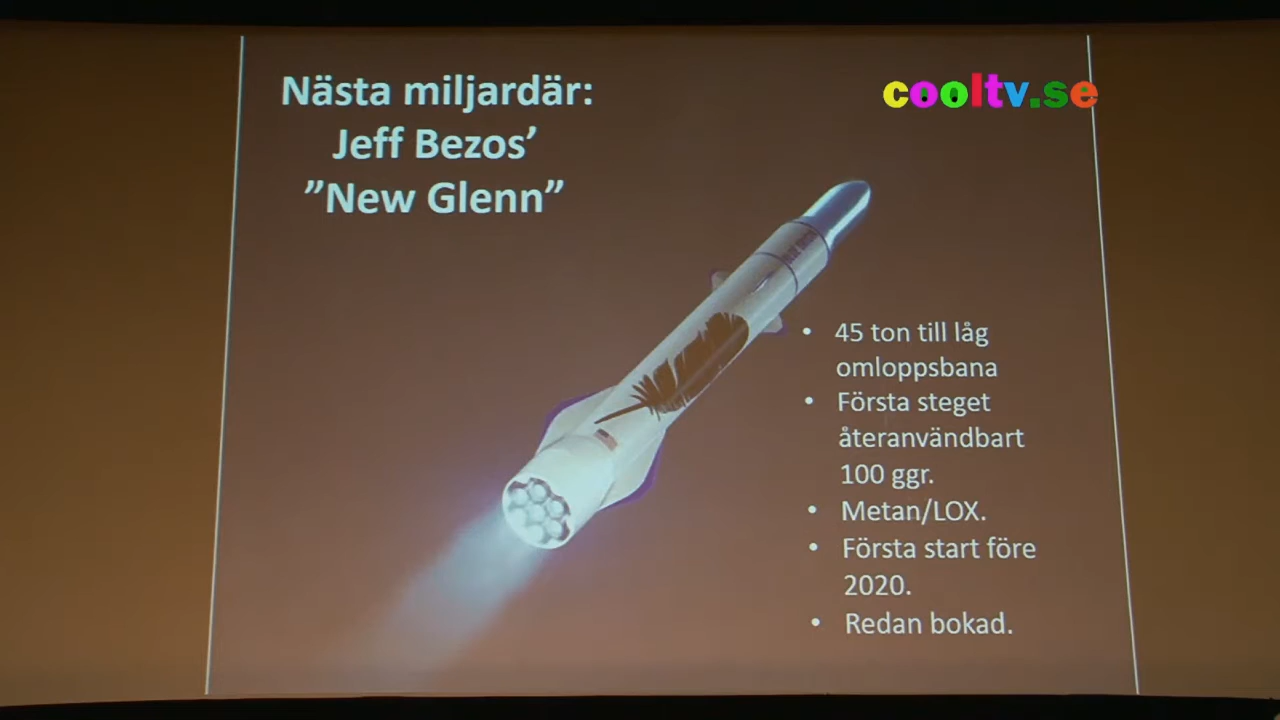 Nästa miljardär:
Jeff Bezos’
”New Glenn”
cooltv.se
• 45 ton till låg
omloppsbana
• Första steget
återanvändbart
100 ggr.
• Metan/LOX.
• Första start före
2020.
• Redan bokad.